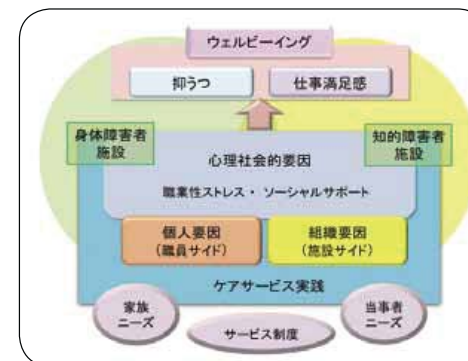 ウェルビーイング
抑うつ
仕事満足感
身体障害者
施設
知的障害者
施設
心理社会的要因
職業性ストレス・ソーシャルサポート
個人要因
(職員サイド)
組織要因
(施設サイド)
ケアサービス実践
家族
ニーズ
サービス制度
当事者
ニーズ